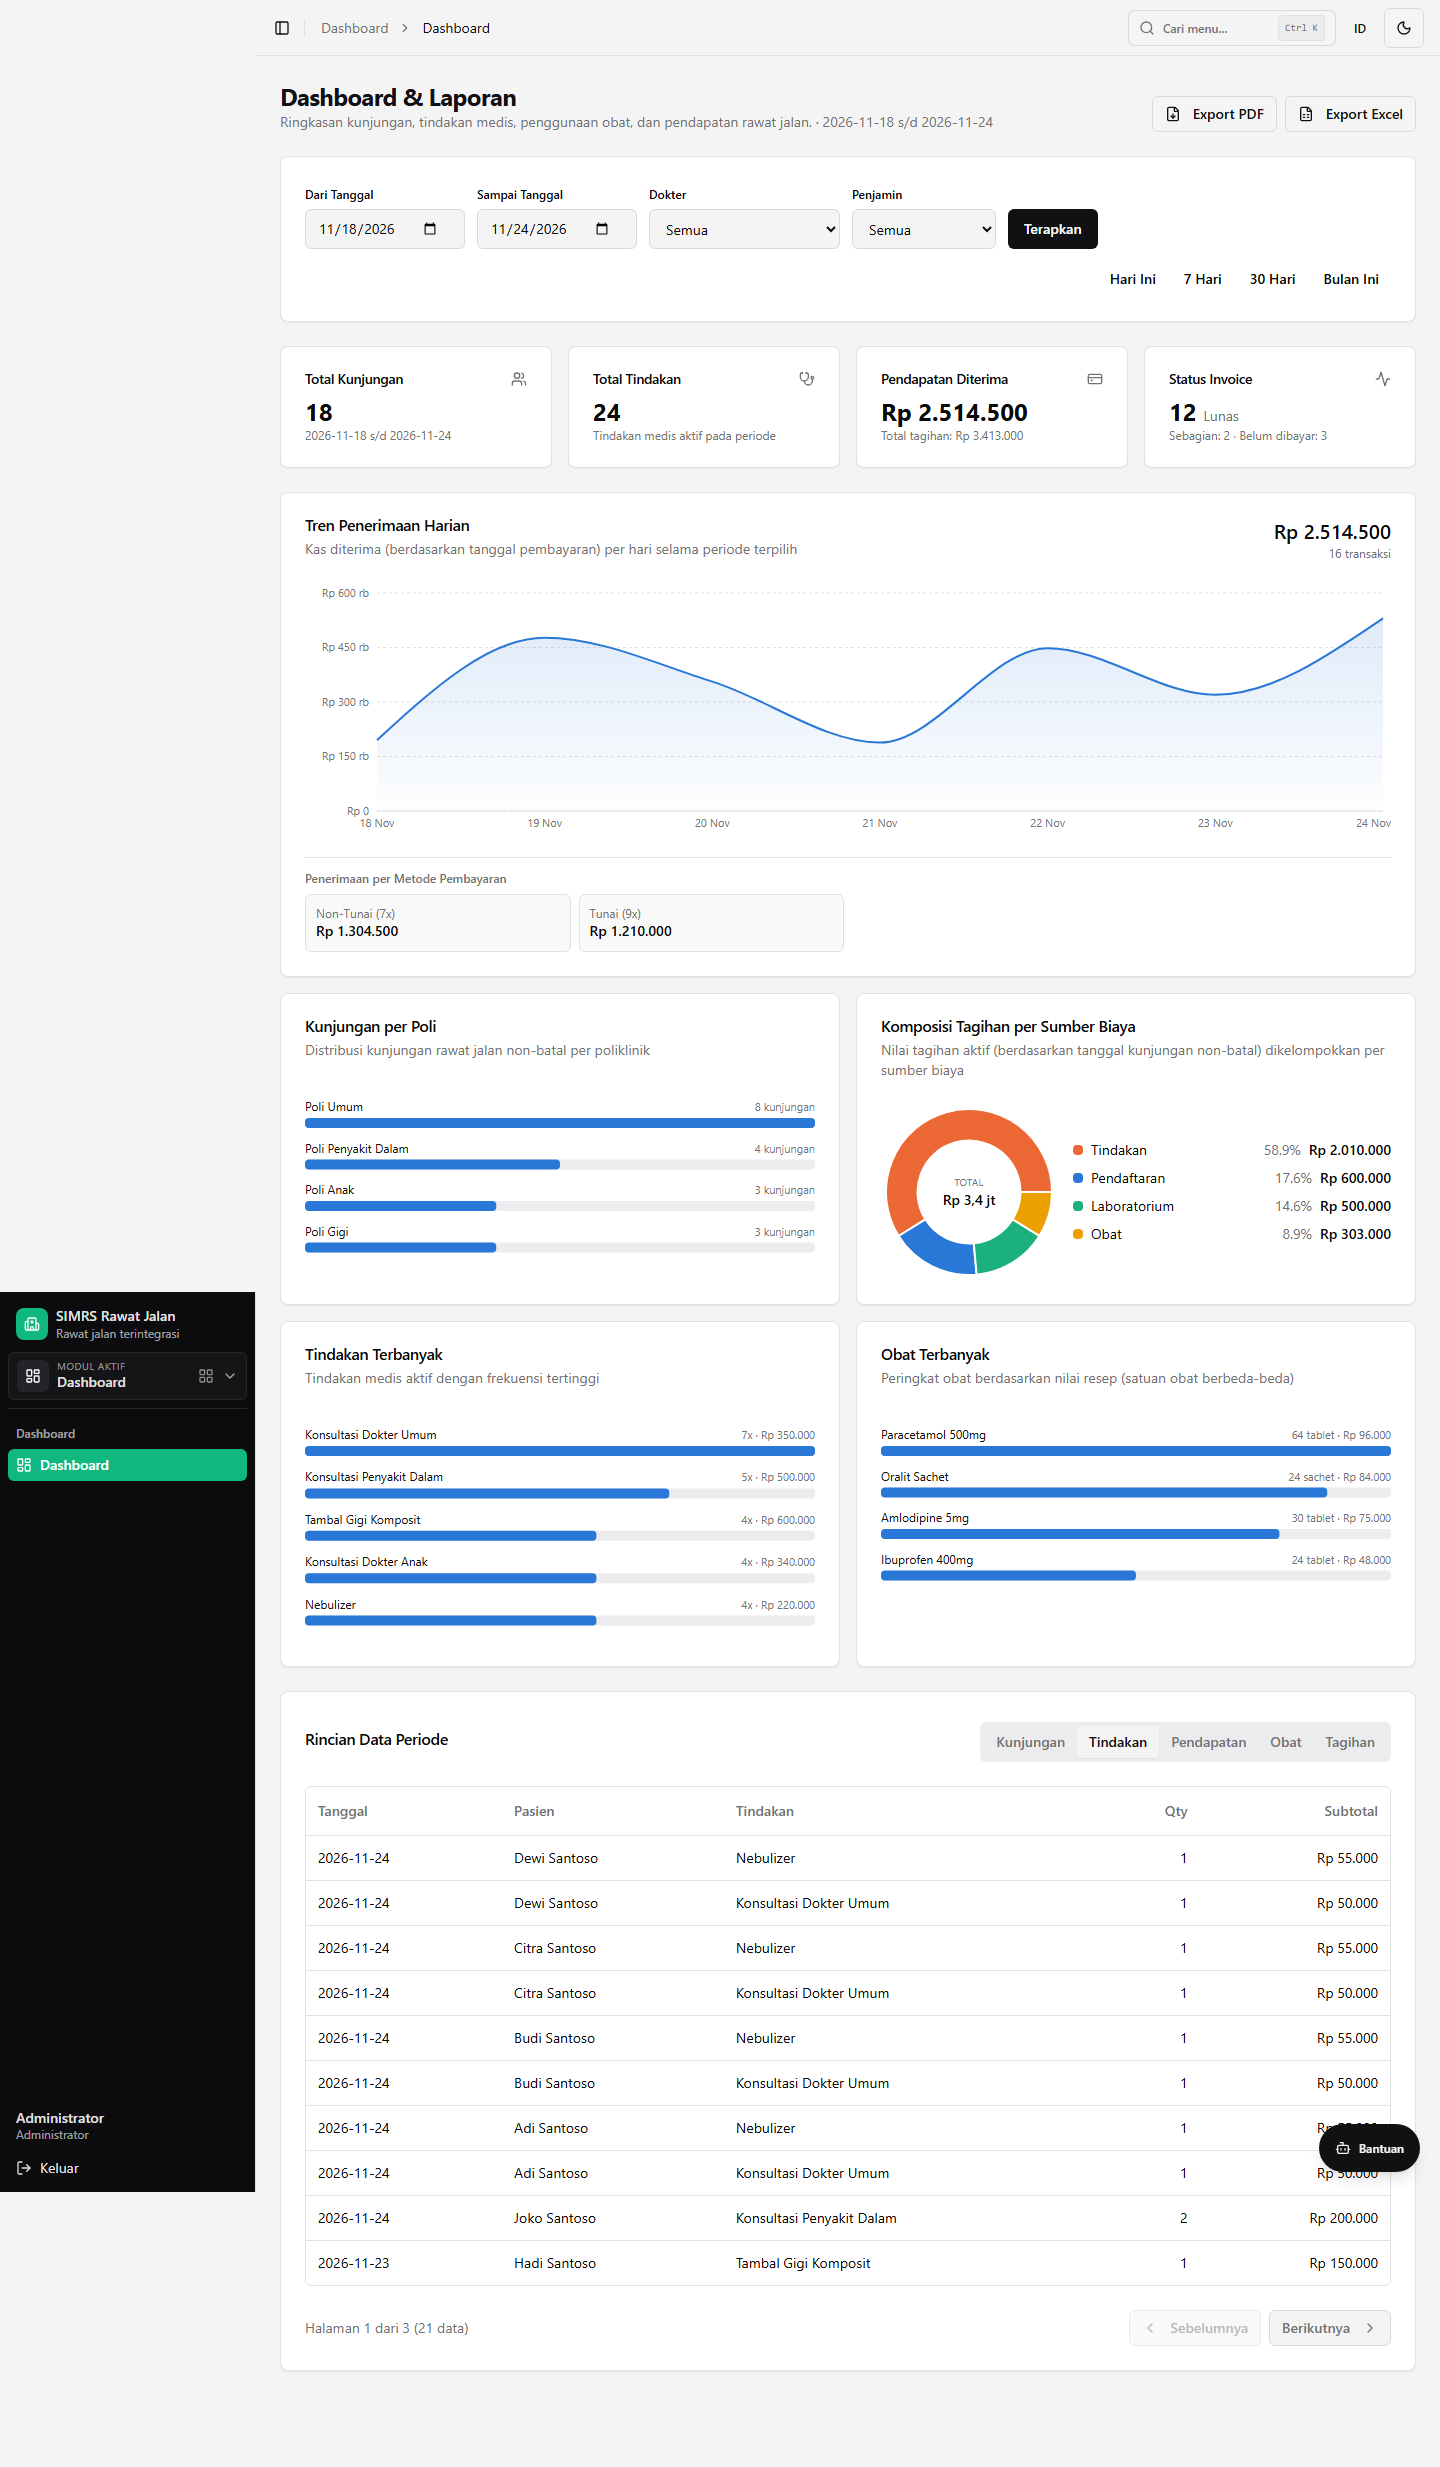 Dashboard > Dashboard
Cari menu... Ctrl K
ID
Dashboard & Laporan
Ringkasan kunjungan, tindakan medis, penggunaan obat, dan pendapatan rawat jalan. · 2026-11-18 s/d 2026-11-24
Export PDF
Export Excel
Dari Tanggal
11/18/2026
Sampai Tanggal
11/24/2026
Dokter
Semua
Penjamin
Semua
Terapkan
Hari Ini
7 Hari
30 Hari
Bulan Ini
Total Kunjungan
18
2026-11-18 s/d 2026-11-24
Total Tindakan
24
Tindakan medis aktif pada periode
Pendapatan Diterima
Rp 2.514.500
Total tagihan: Rp 3.413.000
Status Invoice
12 Lunas
Sebagian: 2 · Belum dibayar: 3
Tren Penerimaan Harian
Kas diterima (berdasarkan tanggal pembayaran) per hari selama periode terpilih
Rp 2.514.500
16 transaksi
Rp 600 rb
Rp 450 rb
Rp 300 rb
Rp 150 rb
Rp 0
18 Nov
19 Nov
20 Nov
21 Nov
22 Nov
23 Nov
24 Nov
Penerimaan per Metode Pembayaran
Non-Tunai (7x)
Rp 1.304.500
Tunai (9x)
Rp 1.210.000
Kunjungan per Poli
Distribusi kunjungan rawat jalan non-batal per poliklinik
Poli Umum 8 kunjungan
Poli Penyakit Dalam 4 kunjungan
Poli Anak 3 kunjungan
Poli Gigi 3 kunjungan
Komposisi Tagihan per Sumber Biaya
Nilai tagihan aktif (berdasarkan tanggal kunjungan non-batal) dikelompokkan per
sumber biaya
TOTAL
Rp 3,4 jt
Tindakan 58.9% Rp 2.010.000
Pendaftaran 17.6% Rp 600.000
Laboratorium 14.6% Rp 500.000
Obat 8.9% Rp 303.000
SIMRS Rawat Jalan
Rawat jalan terintegrasi
MODUL AKTIF
Dashboard
Dashboard
Dashboard
Administrator
Administrator
Keluar
Tindakan Terbanyak
Tindakan medis aktif dengan frekuensi tertinggi
Konsultasi Dokter Umum 7x · Rp 350.000
Konsultasi Penyakit Dalam 5x · Rp 500.000
Tambal Gigi Komposit 4x · Rp 600.000
Konsultasi Dokter Anak 4x · Rp 340.000
Nebulizer 4x · Rp 220.000
Obat Terbanyak
Peringkat obat berdasarkan nilai resep (satuan obat berbeda-beda)
Paracetamol 500mg 64 tablet · Rp 96.000
Oralit Sachet 24 sachet · Rp 84.000
Amlodipine 5mg 30 tablet · Rp 75.000
Ibuprofen 400mg 24 tablet · Rp 48.000
Rincian Data Periode
Kunjungan Tindakan Pendapatan Obat Tagihan
Tanggal Pasien Tindakan Qty Subtotal
2026-11-24 Dewi Santoso Nebulizer 1 Rp 55.000
2026-11-24 Dewi Santoso Konsultasi Dokter Umum 1 Rp 50.000
2026-11-24 Citra Santoso Nebulizer 1 Rp 55.000
2026-11-24 Citra Santoso Konsultasi Dokter Umum 1 Rp 50.000
2026-11-24 Budi Santoso Nebulizer 1 Rp 55.000
2026-11-24 Budi Santoso Konsultasi Dokter Umum 1 Rp 50.000
2026-11-24 Adi Santoso Nebulizer 1
Bantuan
2026-11-24 Adi Santoso Konsultasi Dokter Umum 1 Rp 50.000
2026-11-24 Joko Santoso Konsultasi Penyakit Dalam 2 Rp 200.000
2026-11-23 Hadi Santoso Tambal Gigi Komposit 1 Rp 150.000
Halaman 1 dari 3 (21 data)
Sebelumnya
Berikutnya